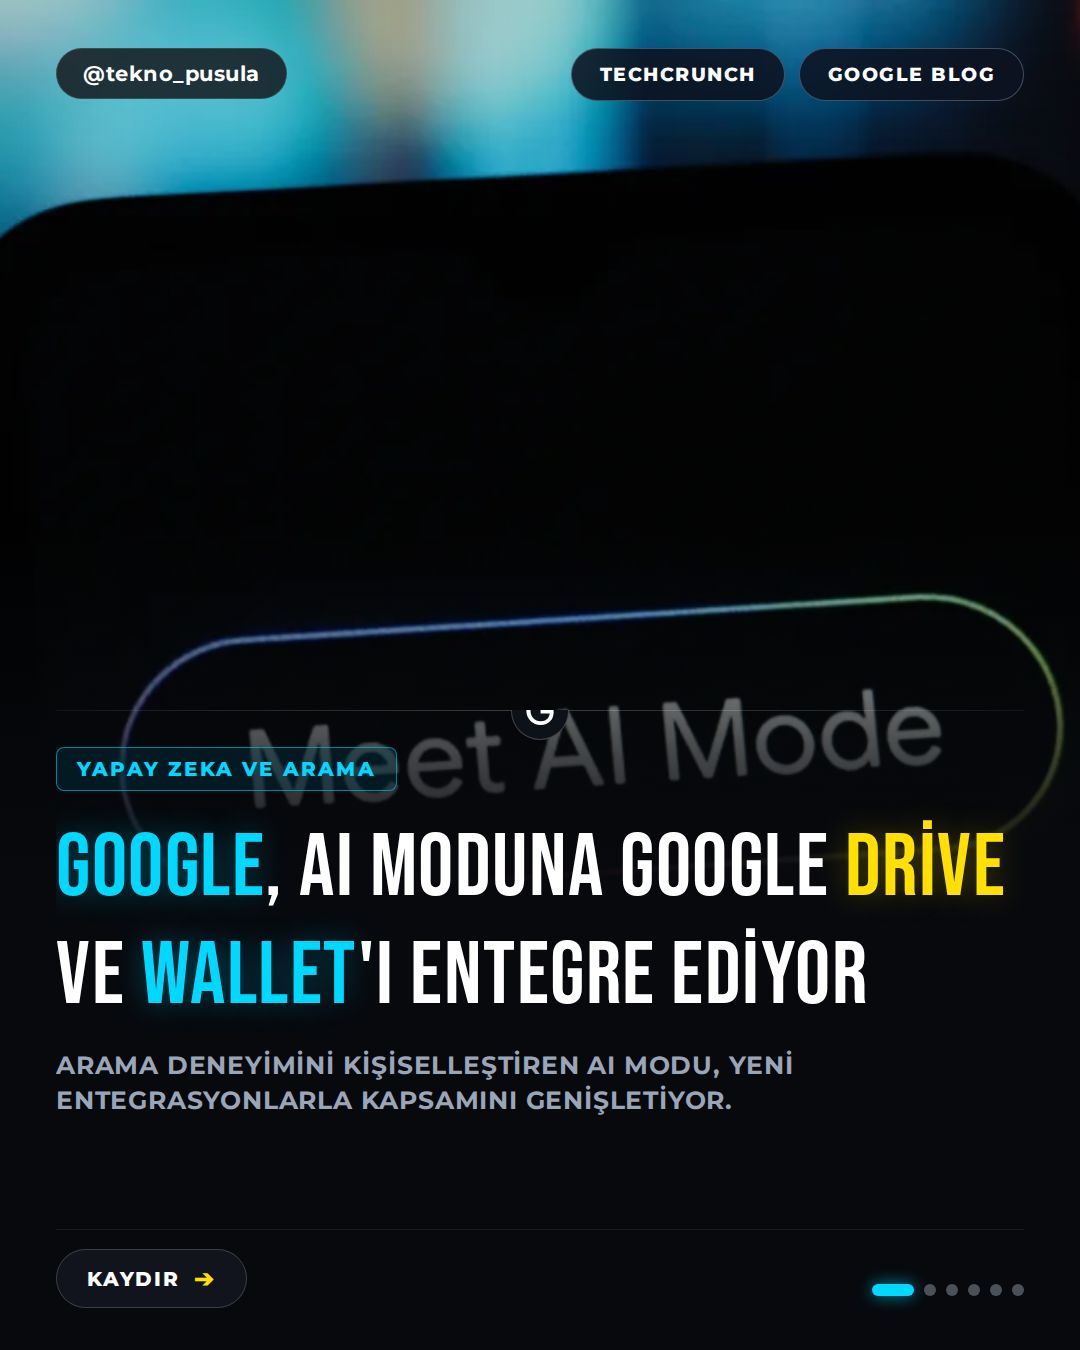 @tekno_pusula
TECHCRUNCH
GOOGLE BLOG
G
Meet AI Mode
YAPAY ZEKA VE ARAMA
GOOGLE, AI MODUNA GOOGLE DRİVE
VE WALLET'I ENTEGRE EDİYOR
ARAMA DENEYİMİNİ KİŞİSELLEŞTİREN AI MODU, YENİ
ENTEGRASYONLARLA KAPSAMINI GENİŞLETİYOR.
KAYDIR ➔